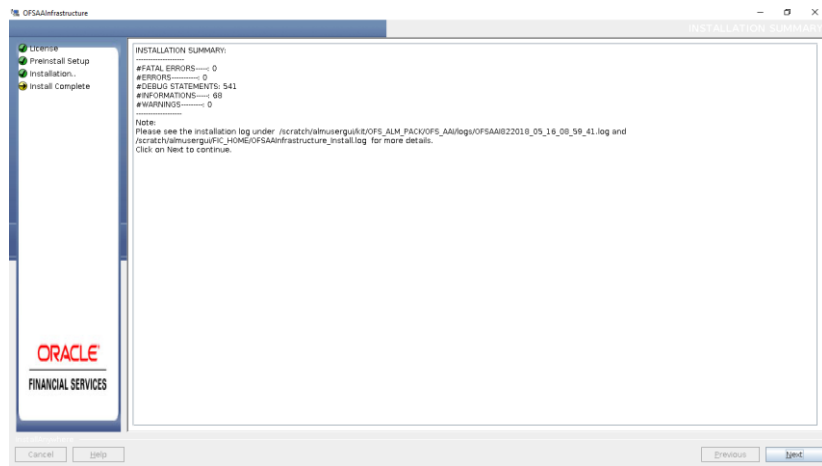 OFSAAInfrastructure
INSTALLATION SUMMARY
License
Preinstall Setup
Installation..
Install Complete
INSTALLATION SUMMARY:
--------------------
#FATAL ERRORS----: 0
#ERRORS----------: 0
#DEBUG STATEMENTS: 541
#INFORMATIONS----: 68
#WARNINGS--------: 0
--------------------
Note:
Please see the installation log under /scratch/almusergui/kit/OFS_ALM_PACK/OFS_AAI/logs/OFSAAI822018_05_16_08_59_41.log and
/scratch/almusergui/FIC_HOME/OFSAAInfrastructure_Install.log for more details.
Click on Next to continue.
ORACLE
FINANCIAL SERVICES
Cancel
Help
Previous
Next